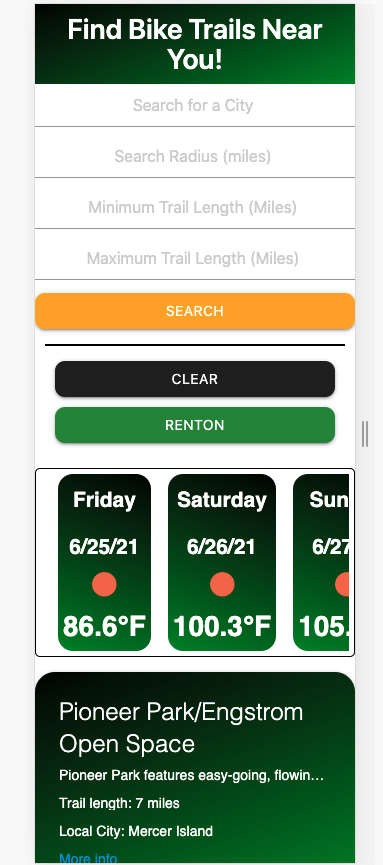 Find Bike Trails Near
You!
Search for a City
Search Radius (miles)
Minimum Trail Length (Miles)
Maximum Trail Length (Miles)
SEARCH
CLEAR
RENTON
Friday
Saturday
Sun
6/25/21
6/26/21
6/27
86.6°F
100.3°F
105.
Pioneer Park/Engstrom
Open Space
Pioneer Park features easy-going, flowin...
Trail length: 7 miles
Local City: Mercer Island
More info